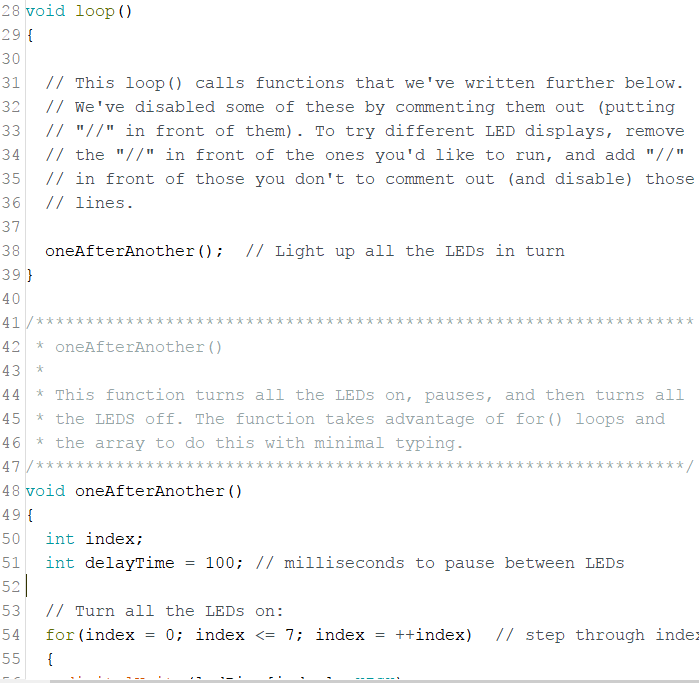 28 void loop()
29 {
30
31 // This loop() calls functions that we've written further below.
32 // We've disabled some of these by commenting them out (putting
33 // "//" in front of them). To try different LED displays, remove
34 // the "//" in front of the ones you'd like to run, and add "//"
35 // in front of those you don't to comment out (and disable) those
36 // lines.
37
38 oneAfterAnother(); // Light up all the LEDs in turn
39 }
40
41 /******************************************************************
42 * oneAfterAnother()
43 *
44 * This function turns all the LEDs on, pauses, and then turns all
45 * the LEDS off. The function takes advantage of for() loops and
46 * the array to do this with minimal typing.
47 /*****************************************************************/
48 void oneAfterAnother()
49 {
50 int index;
51 int delayTime = 100; // milliseconds to pause between LEDs
52
53 // Turn all the LEDs on:
54 for(index = 0; index <= 7; index = ++index) // step through index
55 {